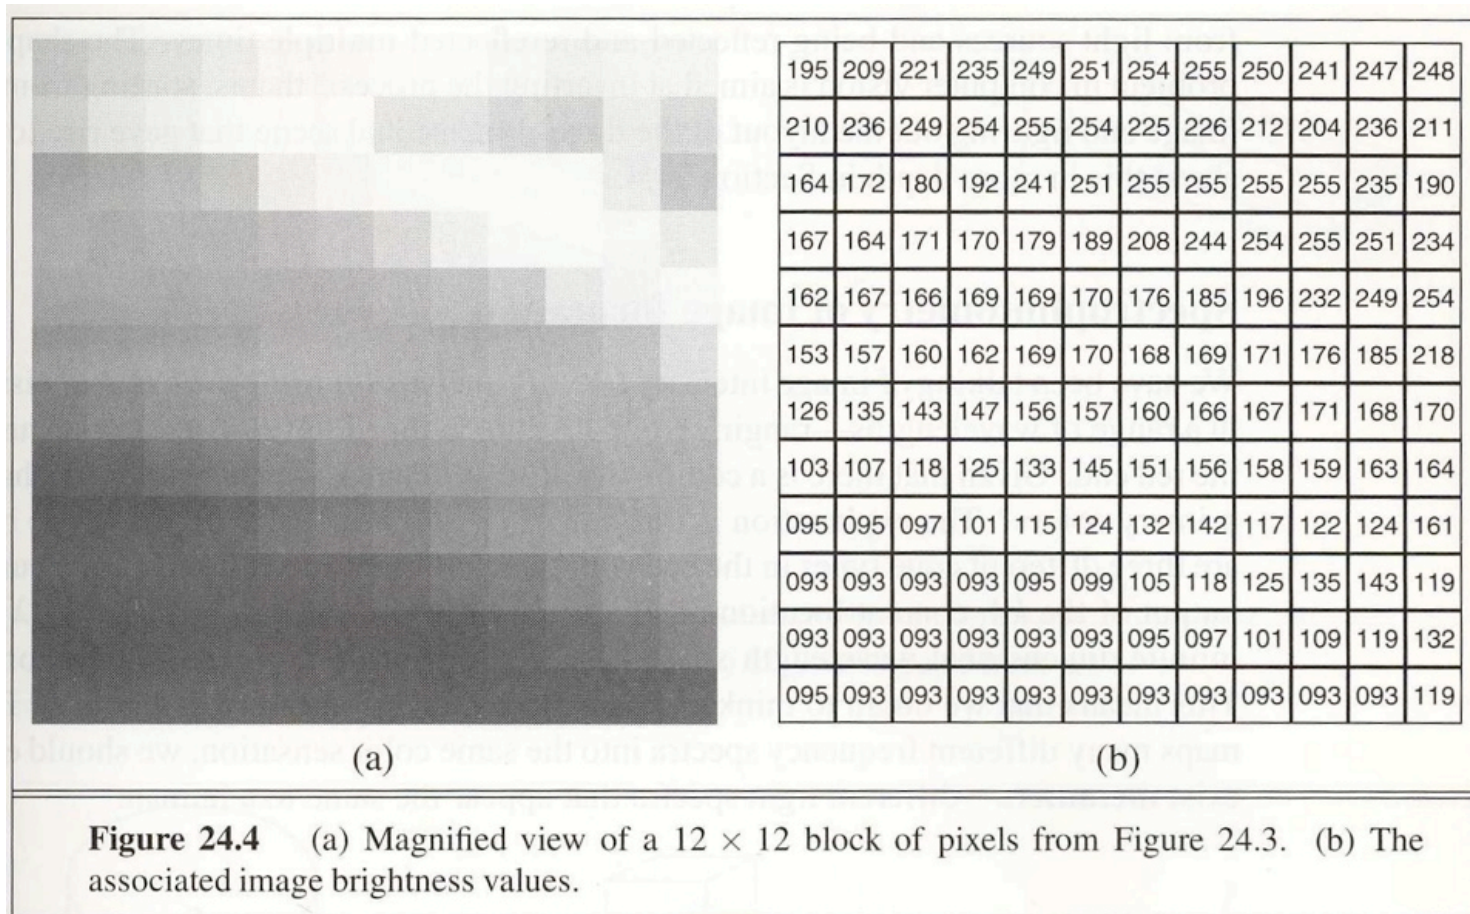 195 209 221 235 249 251 254 255 250 241 247 248
210 236 249 254 255 254 225 226 212 204 236 211
164 172 180 192 241 251 255 255 255 255 235 190
167 164 171 170 179 189 208 244 254 255 251 234
162 167 166 169 169 170 176 185 196 232 249 254
153 157 160 162 169 170 168 169 171 176 185 218
126 135 143 147 156 157 160 166 167 171 168 170
103 107 118 125 133 145 151 156 158 159 163 164
095 095 097 101 115 124 132 142 117 122 124 161
093 093 093 093 095 099 105 118 125 135 143 119
093 093 093 093 093 093 095 097 101 109 119 132
095 093 093 093 093 093 093 093 093 093 093 119
(a) (b)
Figure 24.4 (a) Magnified view of a 12 × 12 block of pixels from Figure 24.3. (b) The
associated image brightness values.